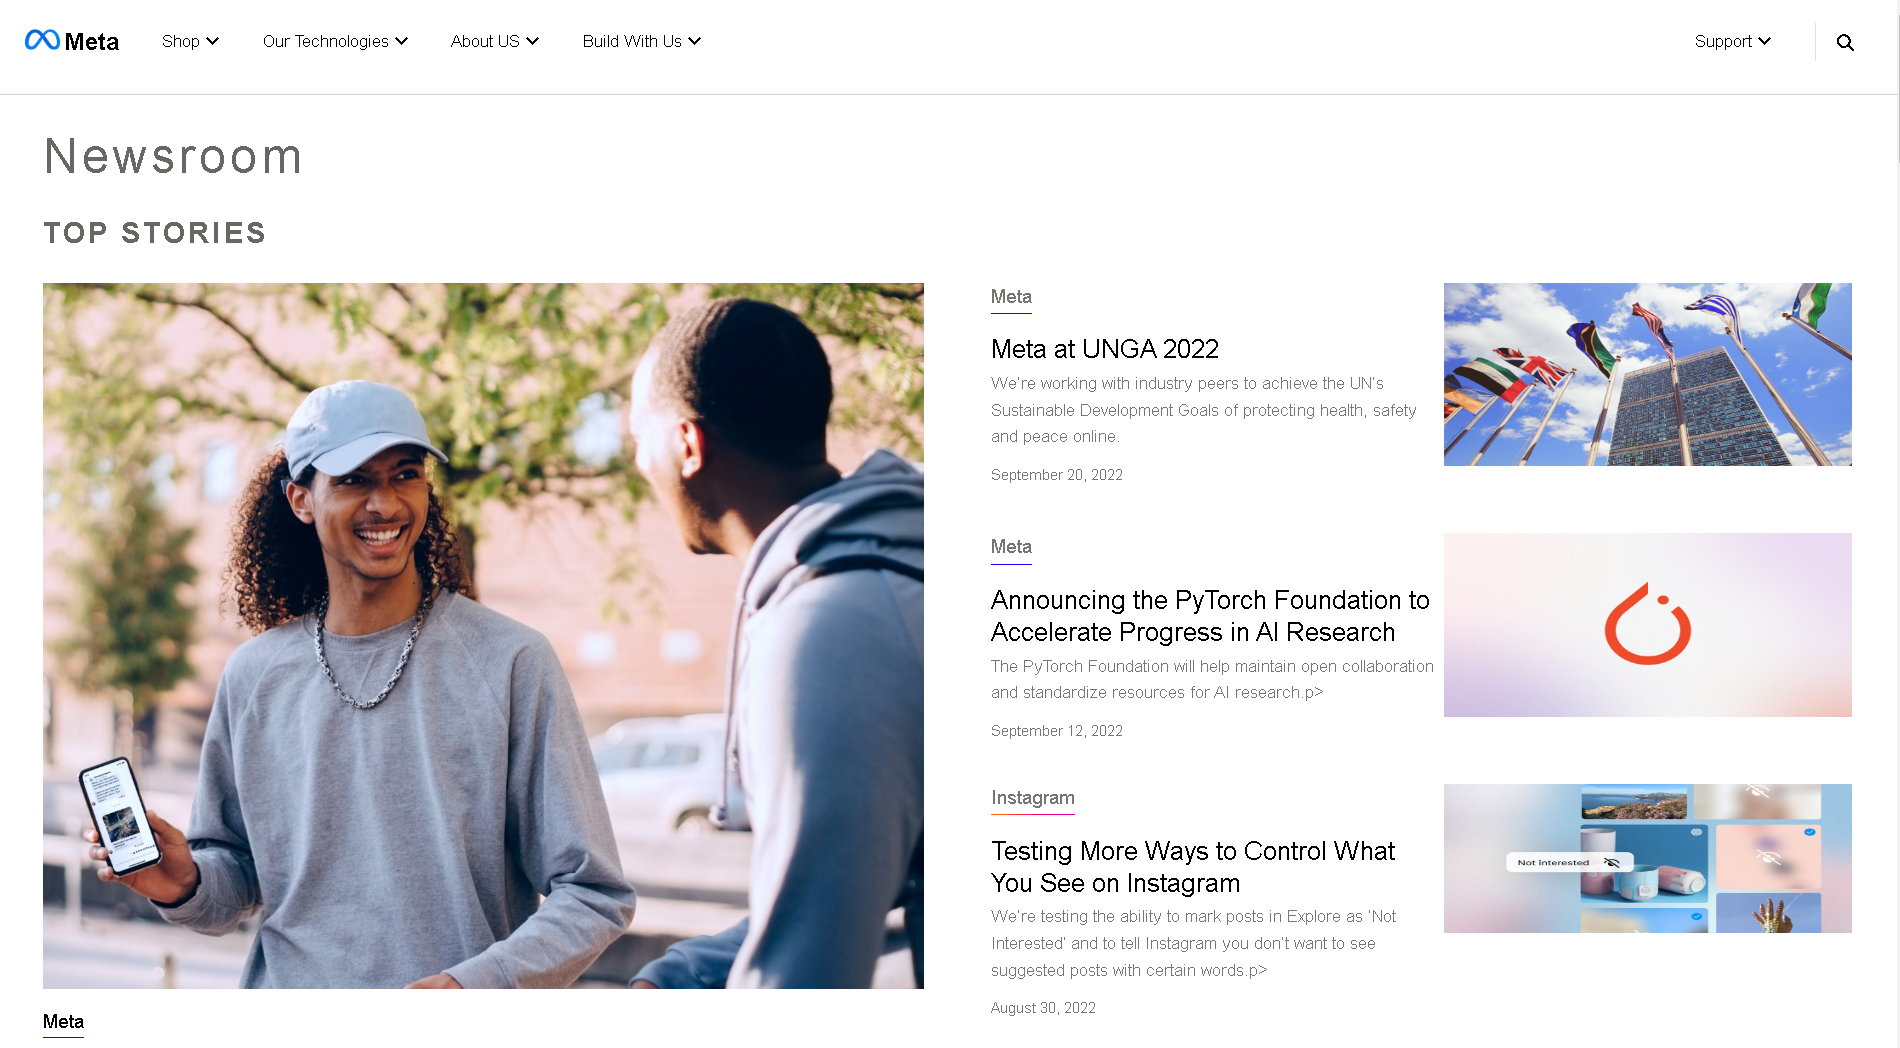 Meta
Shop
Our Technologies
About US
Build With Us
Support
Newsroom
TOP STORIES
Meta
Meta
Meta at UNGA 2022
We're working with industry peers to achieve the UN's
Sustainable Development Goals of protecting health, safety
and peace online.
September 20, 2022
Meta
Announcing the PyTorch Foundation to
Accelerate Progress in AI Research
The PyTorch Foundation will help maintain open collaboration
and standardize resources for AI research.p>
September 12, 2022
Instagram
Testing More Ways to Control What
You See on Instagram
We're testing the ability to mark posts in Explore as 'Not
Interested' and to tell Instagram you don't want to see
suggested posts with certain words.p>
August 30, 2022
Not interested